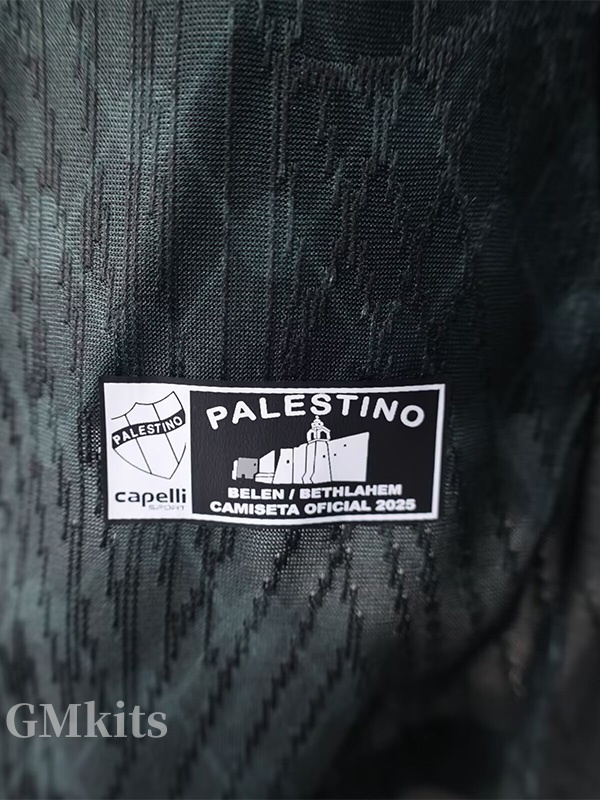 PALESTINO
capelli
SPORT
PALESTINO
BELEN / BETHLAHEM
CAMISETA OFICIAL 2025
GMkits